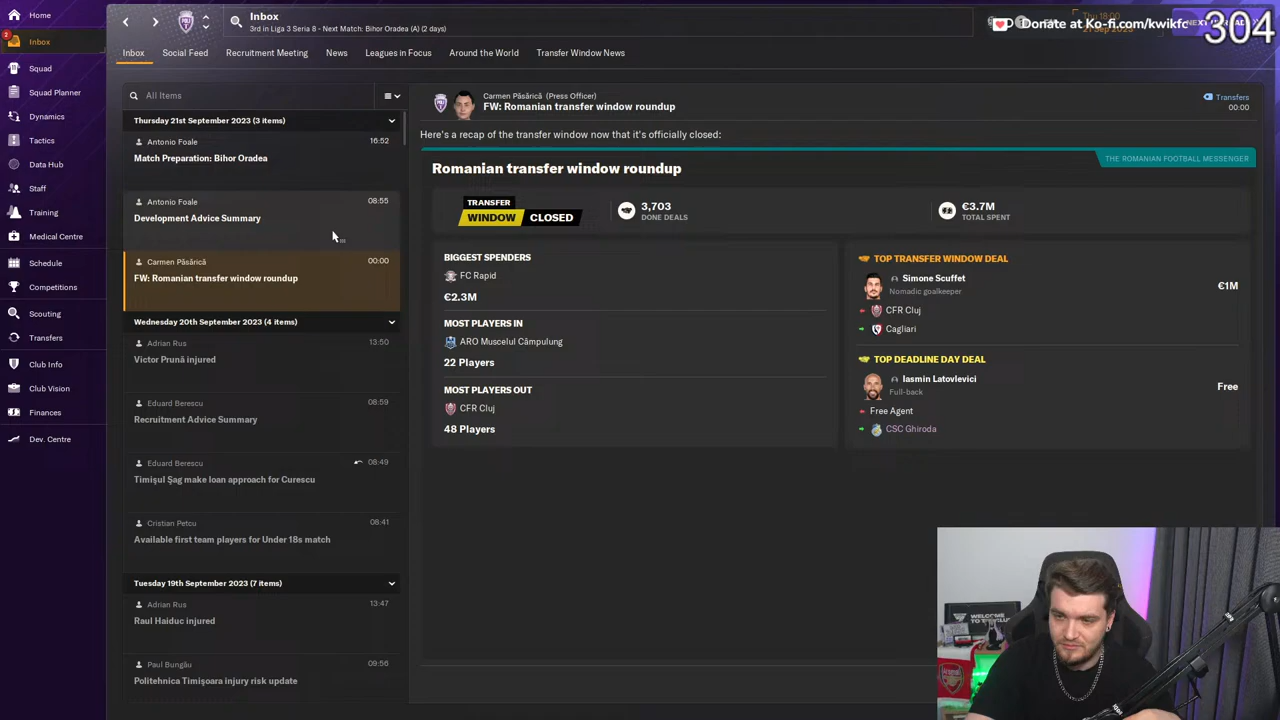 Home
2
Inbox
Squad
Squad Planner
Dynamics
Tactics
Data Hub
Staff
Training
Medical Centre
Schedule
Competitions
Scouting
Transfers
Club Info
Club Vision
Finances
Dev. Centre
POLI
Inbox
3rd in Liga 3 Seria 8 - Next Match: Bihor Oradea (A) (2 days)
Donate at Ko-fi.com/kwikfc
304
Inbox
Social Feed
Recruitment Meeting
News
Leagues in Focus
Around the World
Transfer Window News
All Items
Thursday 21st September 2023 (3 items)
Antonio Foale 16:52
Match Preparation: Bihor Oradea
Antonio Foale 08:55
Development Advice Summary
Carmen Păsărică 00:00
FW: Romanian transfer window roundup
Wednesday 20th September 2023 (4 items)
Adrian Rus 13:50
Victor Prună injured
Eduard Berescu 08:59
Recruitment Advice Summary
Eduard Berescu 08:49
Timișul Șag make loan approach for Curescu
Cristian Petcu 08:41
Available first team players for Under 18s match
Tuesday 19th September 2023 (7 items)
Adrian Rus 13:47
Raul Haiduc injured
Paul Bungău 09:56
Politehnica Timișoara injury risk update
Carmen Păsărică (Press Officer)
FW: Romanian transfer window roundup
Transfers
00:00
Here's a recap of the transfer window now that it's officially closed:
THE ROMANIAN FOOTBALL MESSENGER
Romanian transfer window roundup
TRANSFER
WINDOW CLOSED
3,703
DONE DEALS
€3.7M
TOTAL SPENT
BIGGEST SPENDERS
FC Rapid
€2.3M
MOST PLAYERS IN
ARO Muscelul Câmpulung
22 Players
MOST PLAYERS OUT
CFR Cluj
48 Players
TOP TRANSFER WINDOW DEAL
Simone Scuffet
Nomadic goalkeeper
€1M
CFR Cluj
Cagliari
TOP DEADLINE DAY DEAL
Iasmin Latovlevici
Full-back
Free
Free Agent
CSC Ghiroda
WELCOME
Arsenal